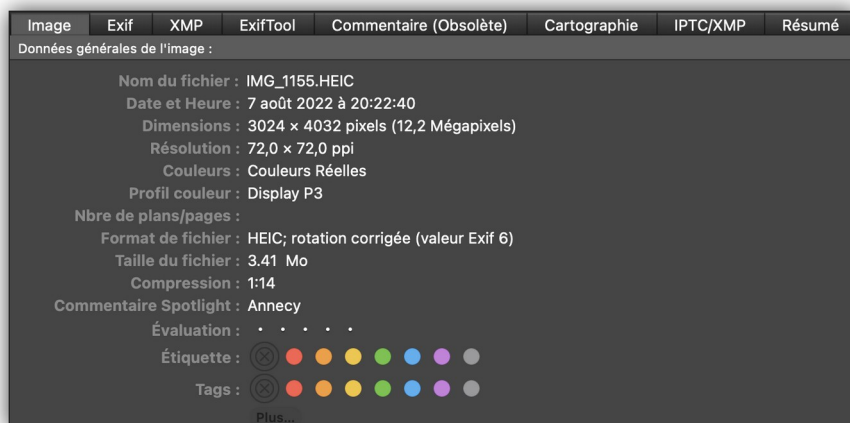 Image Exif XMP ExifTool Commentaire (Obsolète) Cartographie IPTC/XMP Résumé
Données générales de l'image :
Nom du fichier : IMG_1155.HEIC
Date et Heure : 7 août 2022 à 20:22:40
Dimensions : 3024 × 4032 pixels (12,2 Mégapixels)
Résolution : 72,0 × 72,0 ppi
Couleurs : Couleurs Réelles
Profil couleur : Display P3
Nbre de plans/pages :
Format de fichier : HEIC; rotation corrigée (valeur Exif 6)
Taille du fichier : 3.41 Mo
Compression : 1:14
Commentaire Spotlight : Annecy
Évaluation : · · · · ·
Étiquette :
Tags :
Plus...